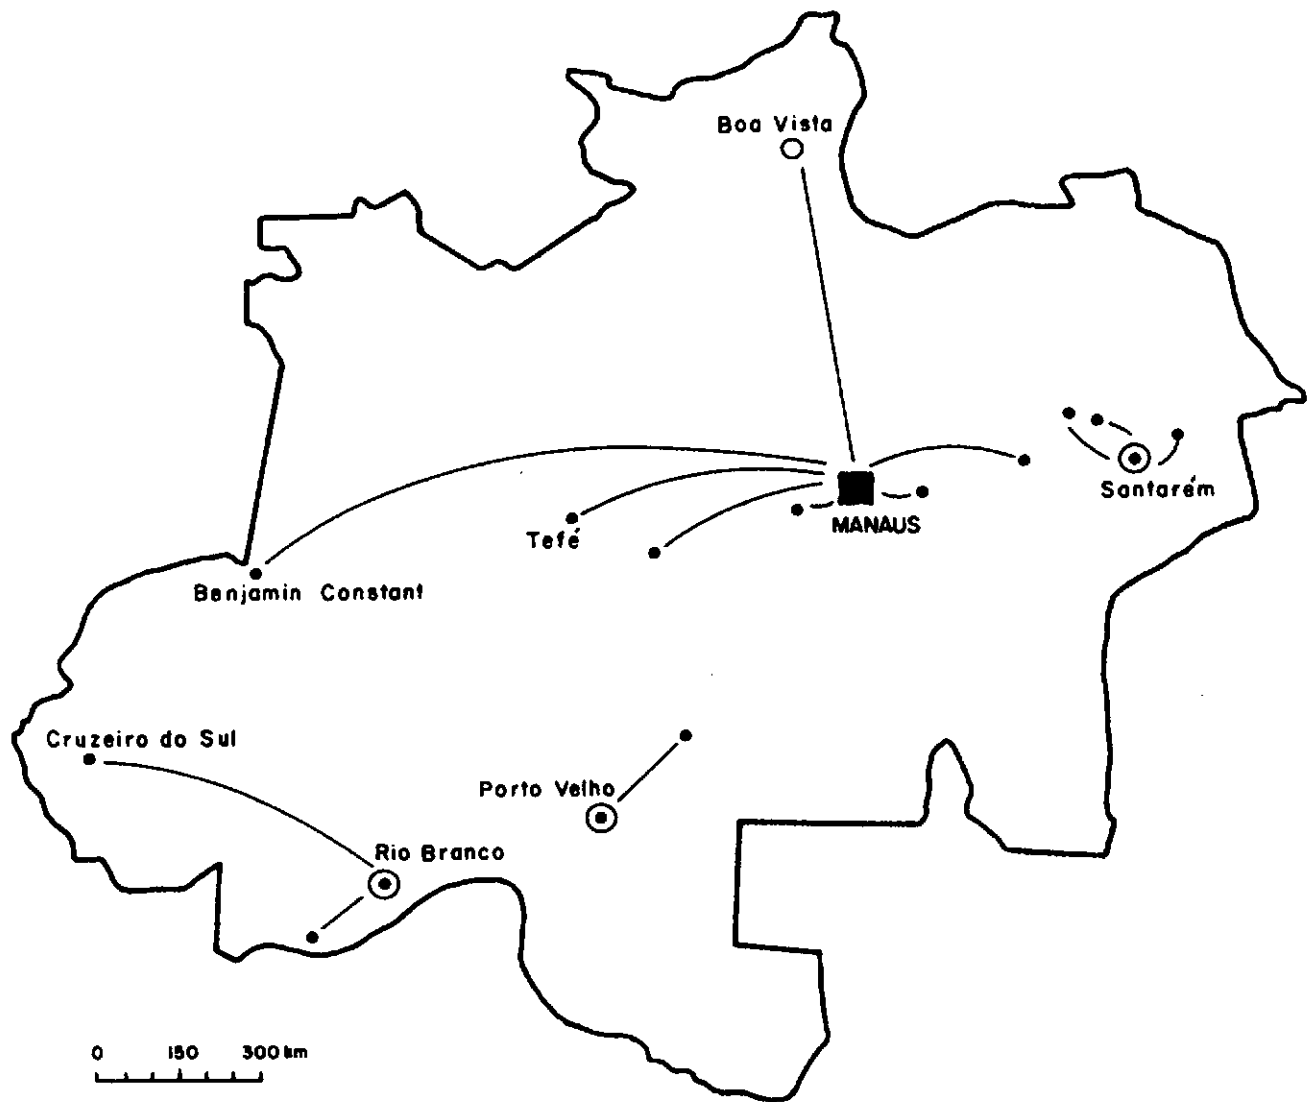 Boa Vista
Santarém
MANAUS
Tefé
Benjamin Constant
Cruzeiro do Sul
Porto Velho
Rio Branco
0 150 300 km